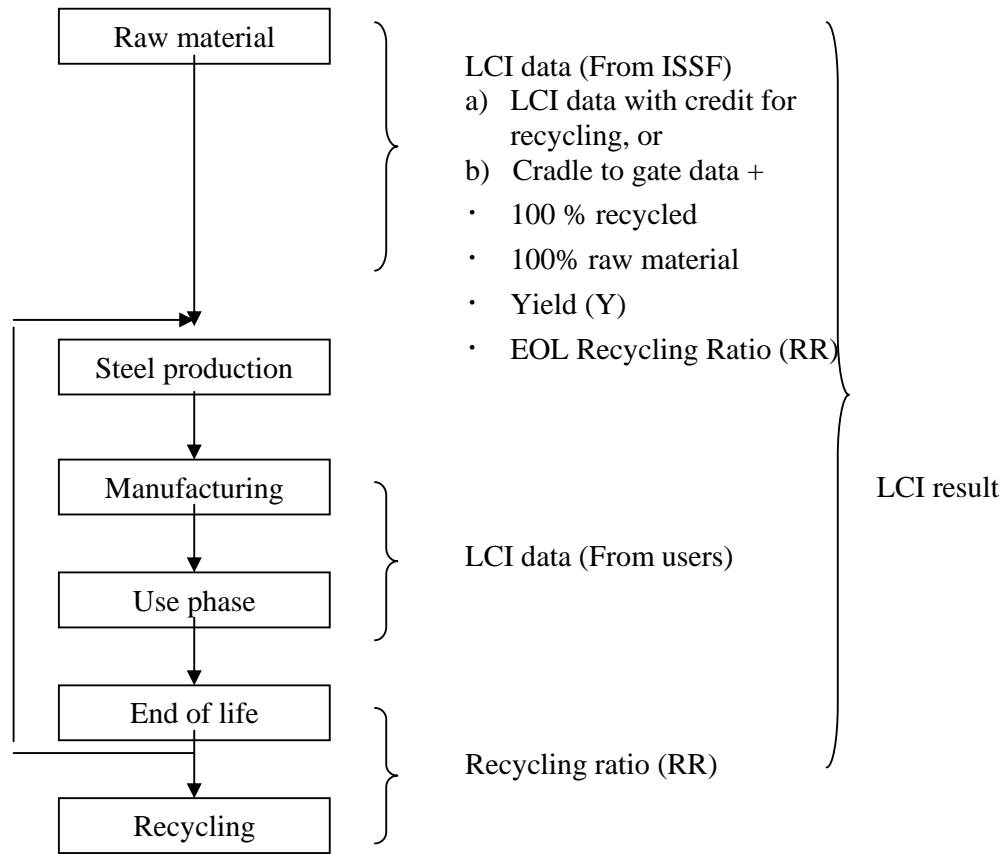 Raw material
LCI data (From ISSF)
a) LCI data with credit for
recycling, or
b) Cradle to gate data +
・ 100 % recycled
・ 100% raw material
・ Yield (Y)
・ EOL Recycling Ratio (RR)
Steel production
Manufacturing
LCI result
LCI data (From users)
Use phase
End of life
Recycling ratio (RR)
Recycling